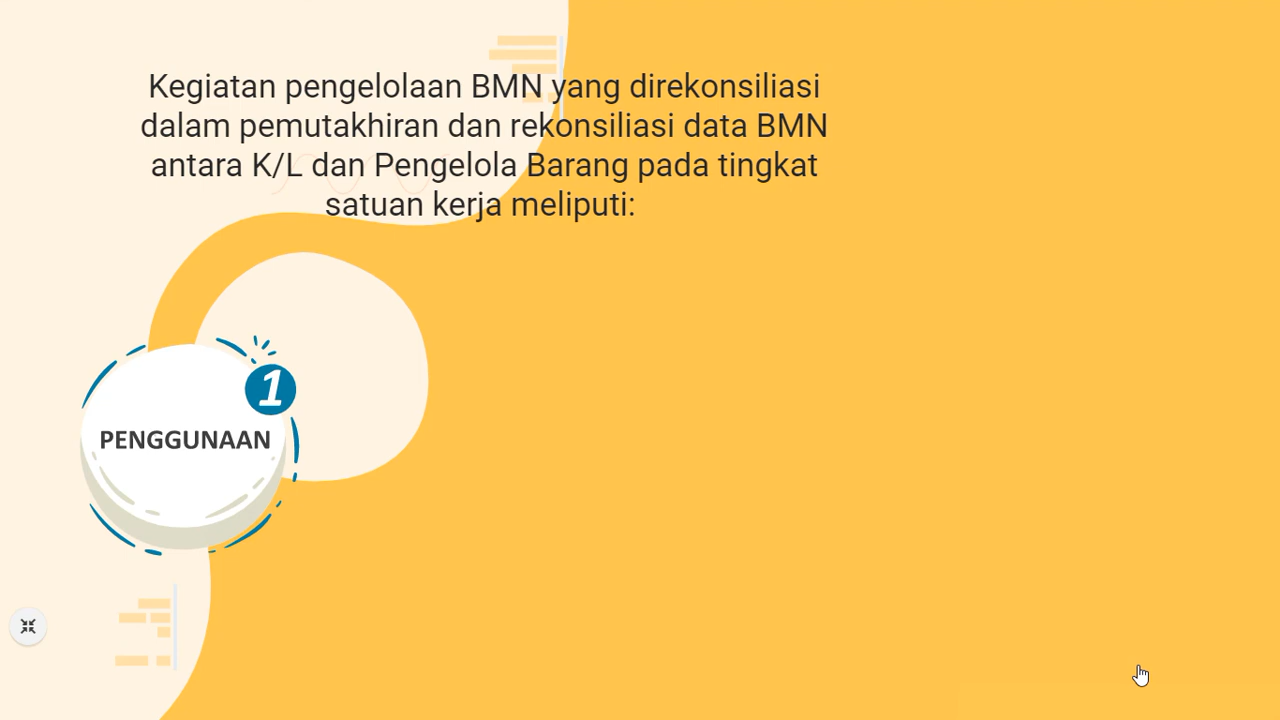 Kegiatan pengelolaan BMN yang direkonsiliasi
dalam pemutakhiran dan rekonsiliasi data BMN
antara K/L dan Pengelola Barang pada tingkat
satuan kerja meliputi:
1
PENGGUNAAN